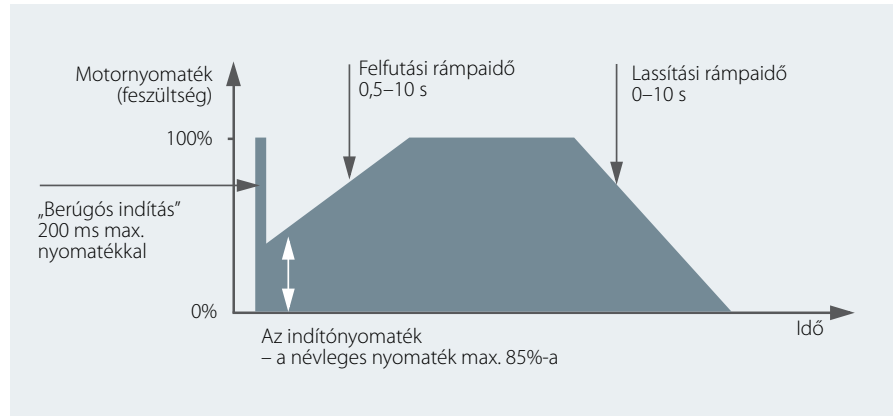 Motornyomaték
(feszültség)
Felfutási rámpaidő
0,5–10 s
Lassítási rámpaidő
0–10 s
100%
„Berúgós indítás”
200 ms max.
nyomatékkal
0%
Idő
Az indítónyomaték
– a névleges nyomaték max. 85%-a